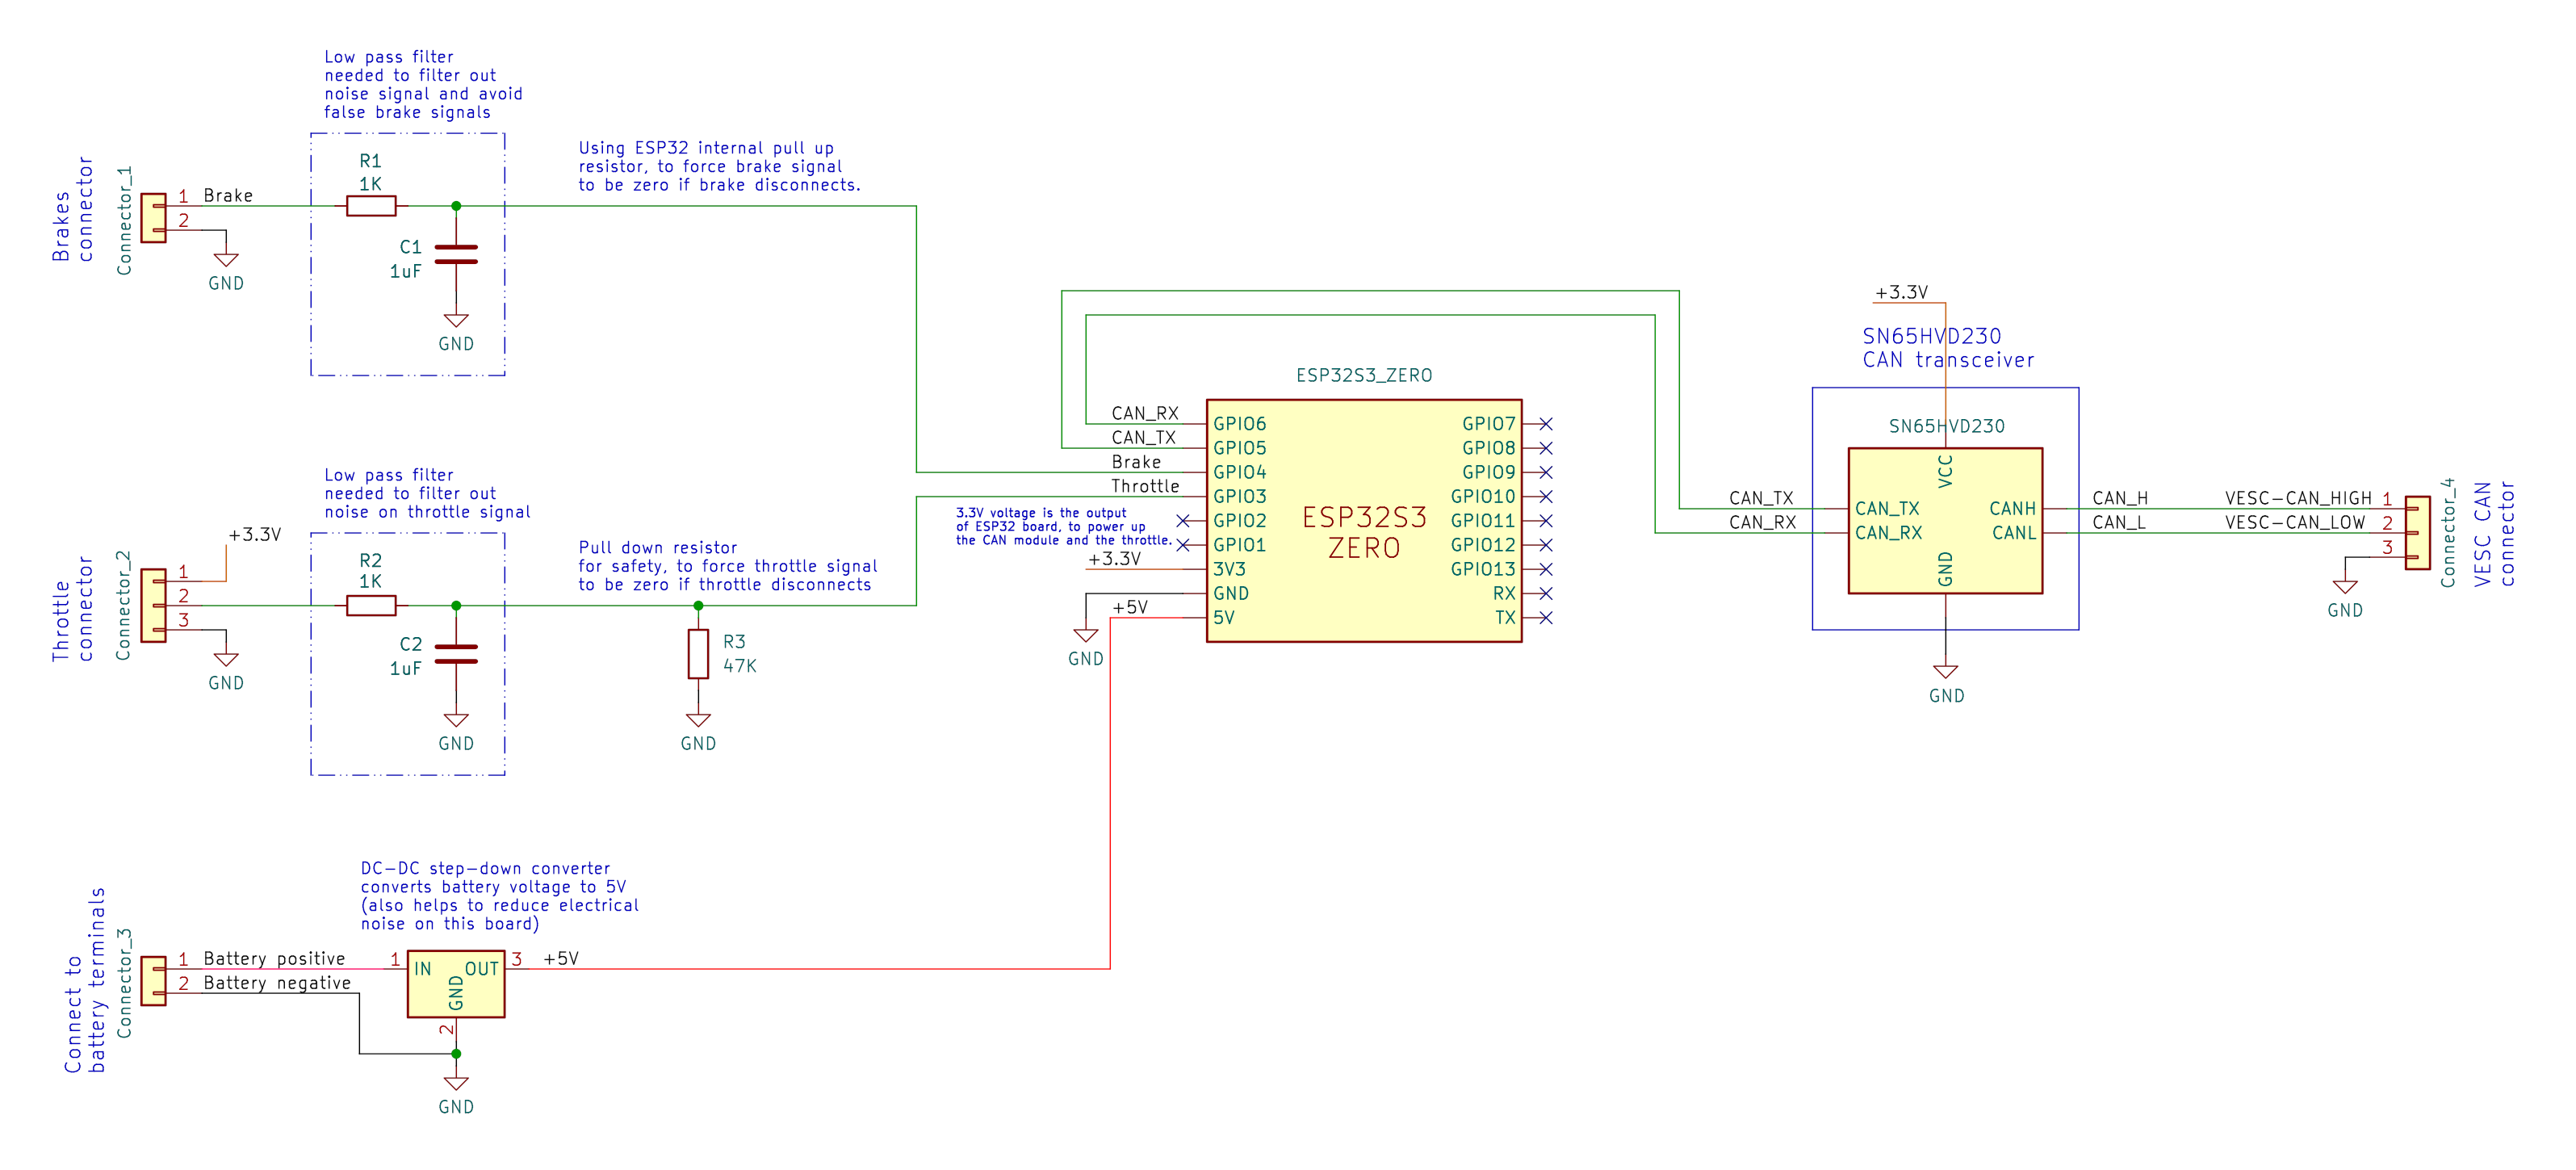 Low pass filter
needed to filter out
noise signal and avoid
false brake signals
Brakes
connector
Connector_1
1
2
Brake
GND
R1
1K
C1
1uF
GND
Using ESP32 internal pull up
resistor, to force brake signal
to be zero if brake disconnects.
Low pass filter
needed to filter out
noise on throttle signal
Throttle
connector
Connector_2
1
2
3
+3.3V
GND
R2
1K
C2
1uF
GND
Pull down resistor
for safety, to force throttle signal
to be zero if throttle disconnects
R3
47K
GND
DC-DC step-down converter
converts battery voltage to 5V
(also helps to reduce electrical
noise on this board)
Connect to
battery terminals
Connector_3
1
2
Battery positive
Battery negative
1
IN
OUT
GND
3
2
+5V
GND
ESP32S3_ZERO
CAN_RX
CAN_TX
Brake
Throttle
3.3V voltage is the output
of ESP32 board, to power up
the CAN module and the throttle.
+3.3V
+5V
GND
GPIO6
GPIO5
GPIO4
GPIO3
GPIO2
GPIO1
3V3
GND
5V
ESP32S3
ZERO
GPIO7
GPIO8
GPIO9
GPIO10
GPIO11
GPIO12
GPIO13
RX
TX
+3.3V
SN65HVD230
CAN transceiver
SN65HVD230
CAN_TX
CAN_RX
CAN_TX
CAN_RX
VCC
GND
CANH
CANL
GND
CAN_H
CAN_L
VESC-CAN_HIGH
VESC-CAN_LOW
1
2
3
GND
Connector_4
VESC CAN
connector